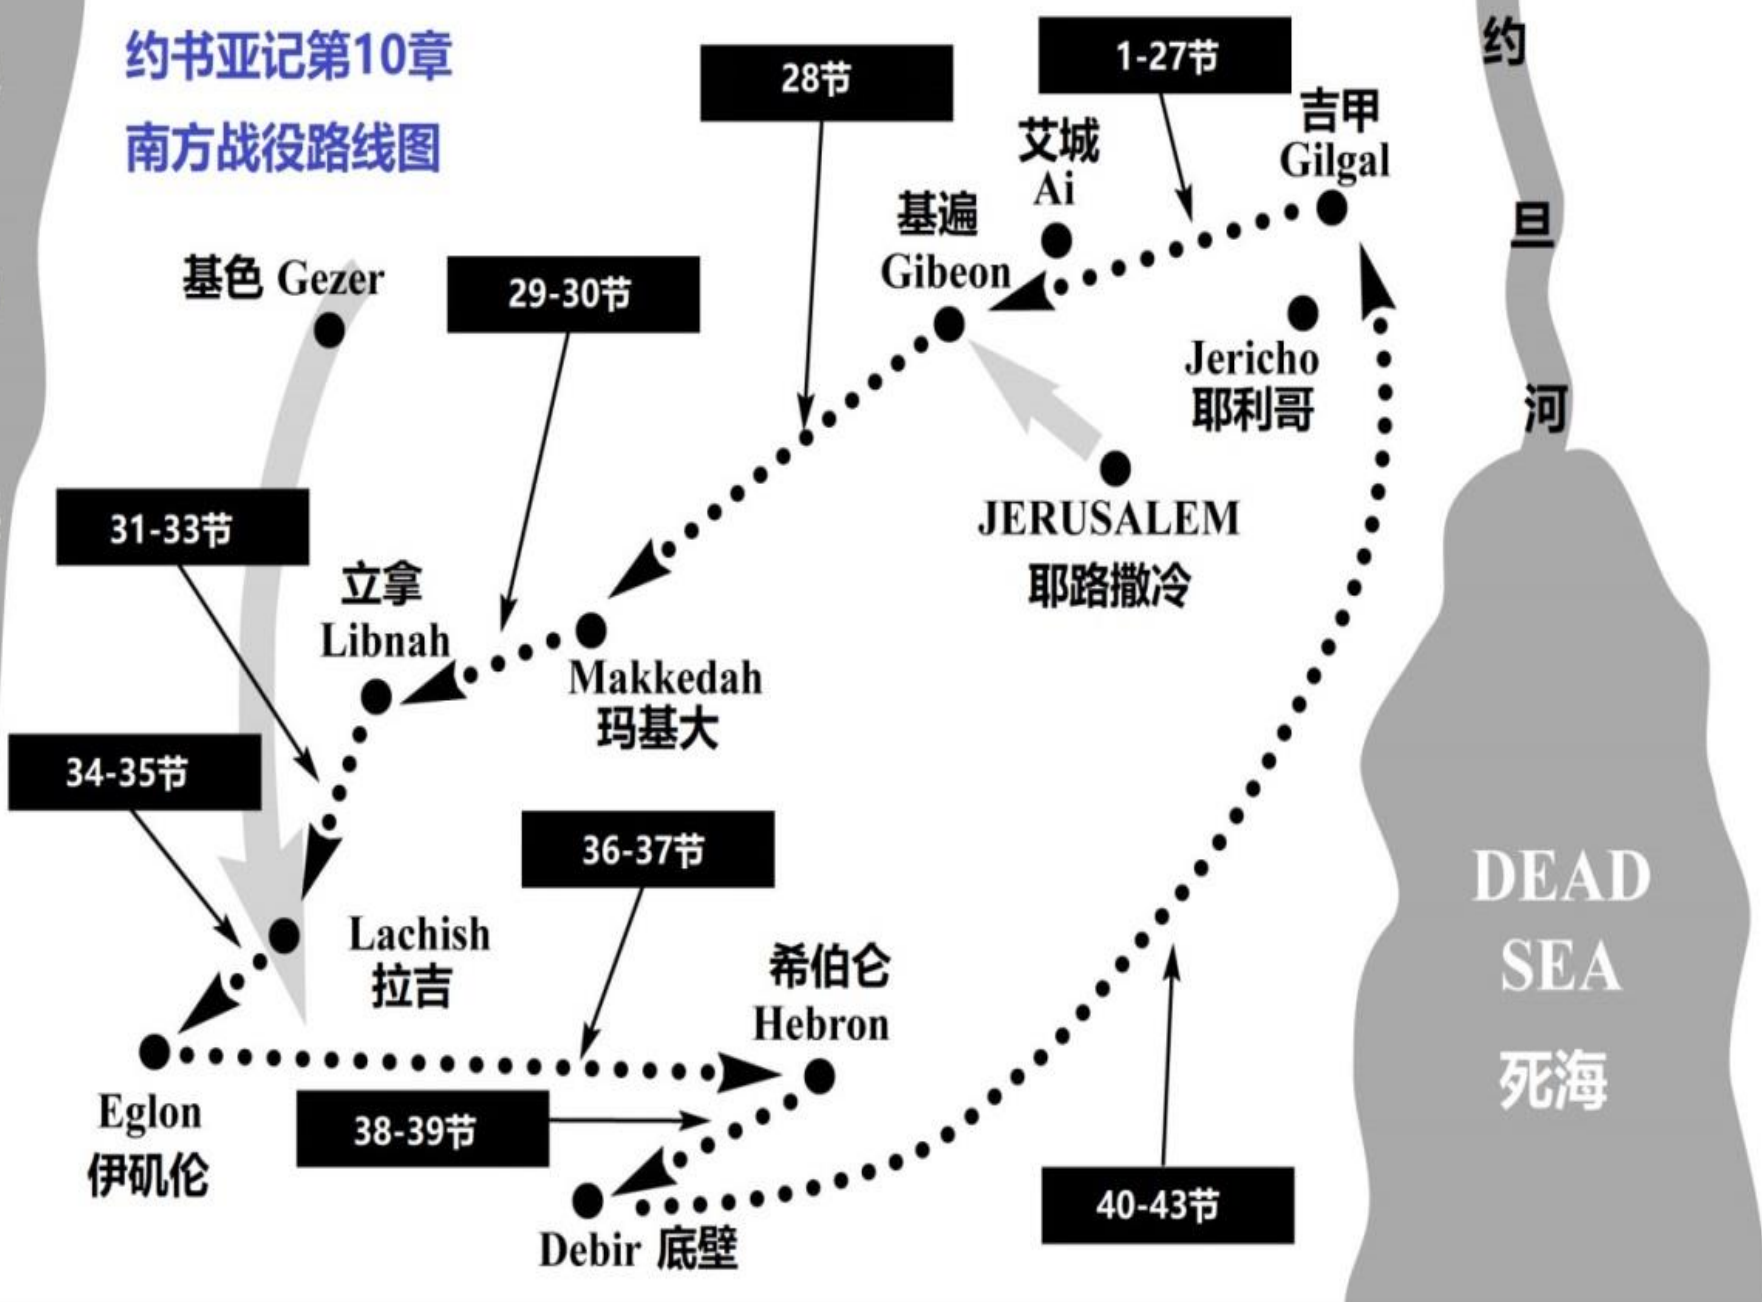 约书亚记第10章
南方战役路线图
28节
1-27节
吉甲
Gilgal
艾城
Ai
基遍
Gibeon
约
旦
河
基色 Gezer
29-30节
Jericho
耶利哥
JERUSALEM
耶路撒冷
31-33节
立拿
Libnah
Makkedah
玛基大
34-35节
36-37节
Lachish
拉吉
希伯仑
Hebron
DEAD
SEA
死海
Eglon
伊矶伦
38-39节
40-43节
Debir 底壁